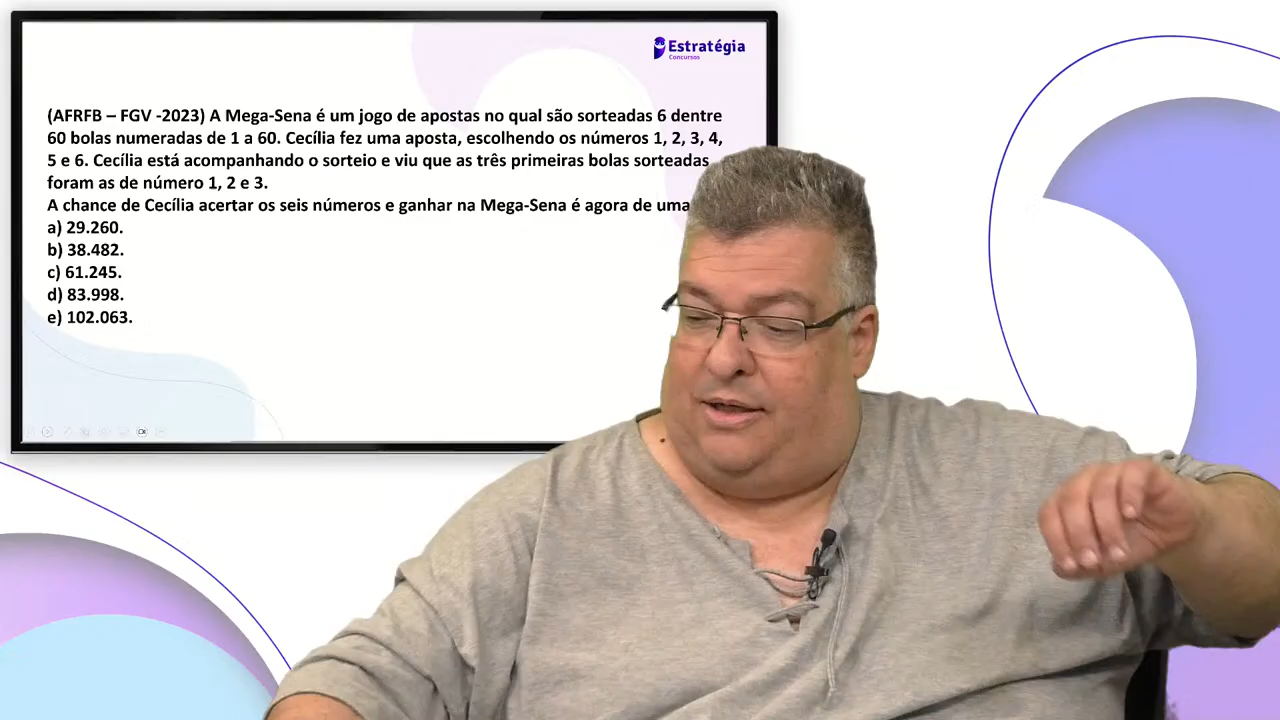 Estratégia
Concursos
(AFRFB – FGV -2023) A Mega-Sena é um jogo de apostas no qual são sorteadas 6 dentre
60 bolas numeradas de 1 a 60. Cecília fez uma aposta, escolhendo os números 1, 2, 3, 4,
5 e 6. Cecília está acompanhando o sorteio e viu que as três primeiras bolas sorteadas
foram as de número 1, 2 e 3.
A chance de Cecília acertar os seis números e ganhar na Mega-Sena é agora de uma
a) 29.260.
b) 38.482.
c) 61.245.
d) 83.998.
e) 102.063.